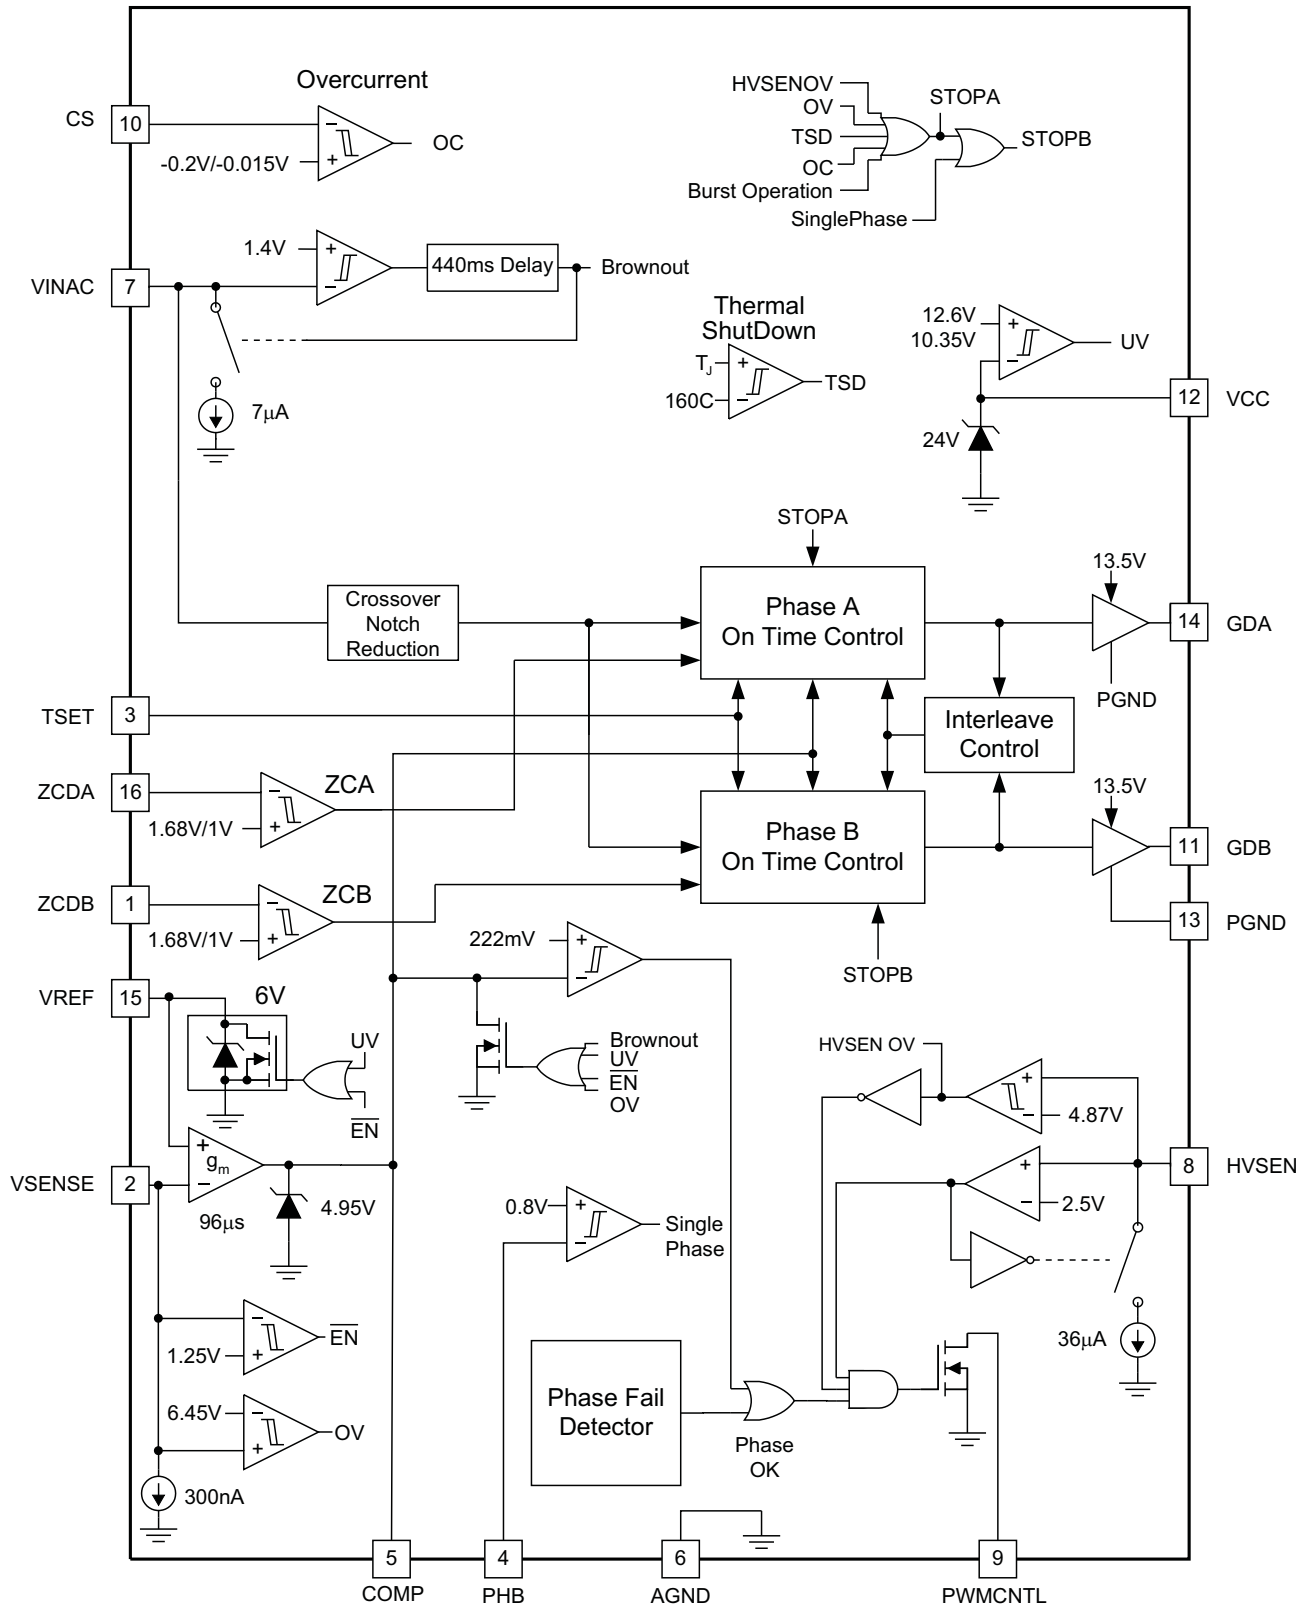 Overcurrent
CS
10
−
+
-0.2V/-0.015V
OC
HVSENOV
OV
TSD
OC
Burst Operation
STOPA
STOPB
SinglePhase
1.4V
+
−
440ms Delay
Brownout
VINAC
7
7μA
Thermal
ShutDown
TJ
+
160C
−
TSD
12.6V
10.35V
+
−
UV
12
VCC
24V
STOPA
Crossover
Notch
Reduction
Phase A
On Time Control
13.5V
14
GDA
PGND
TSET
3
Interleave
Control
ZCDA
16
−
+
1.68V/1V
ZCA
Phase B
On Time Control
13.5V
11
GDB
13
PGND
STOPB
ZCDB
1
−
+
1.68V/1V
ZCB
222mV
+
−
VREF
15
6V
UV
EN
Brownout
UV
EN
OV
HVSEN OV
+
−
4.87V
8
HVSEN
+
−
2.5V
36μA
VSENSE
2
+
gm
−
96μs
4.95V
0.8V
+
−
Single
Phase
−
+
1.25V
EN
6.45V
−
+
OV
300nA
Phase Fail
Detector
Phase
OK
5
COMP
4
PHB
6
AGND
9
PWMCNTL